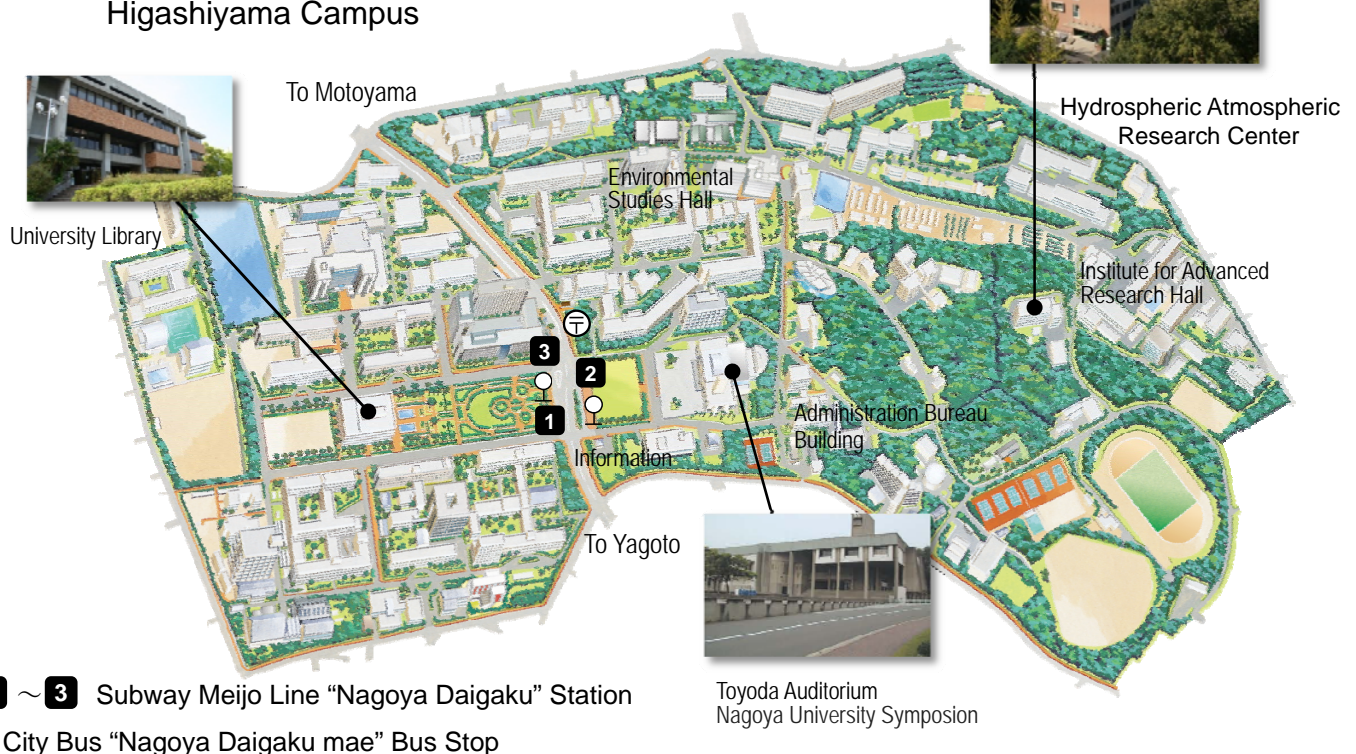 Higashiyama Campus
To Motoyama
Hydrospheric Atmospheric
Research Center
Environmental
Studies Hall
University Library
Institute for Advanced
Research Hall
〒
3
2
1
Administration Bureau
Building
Information
To Yagoto
～ 3 Subway Meijo Line “Nagoya Daigaku” Station
Toyoda Auditorium
Nagoya University Symposion
City Bus “Nagoya Daigaku mae” Bus Stop